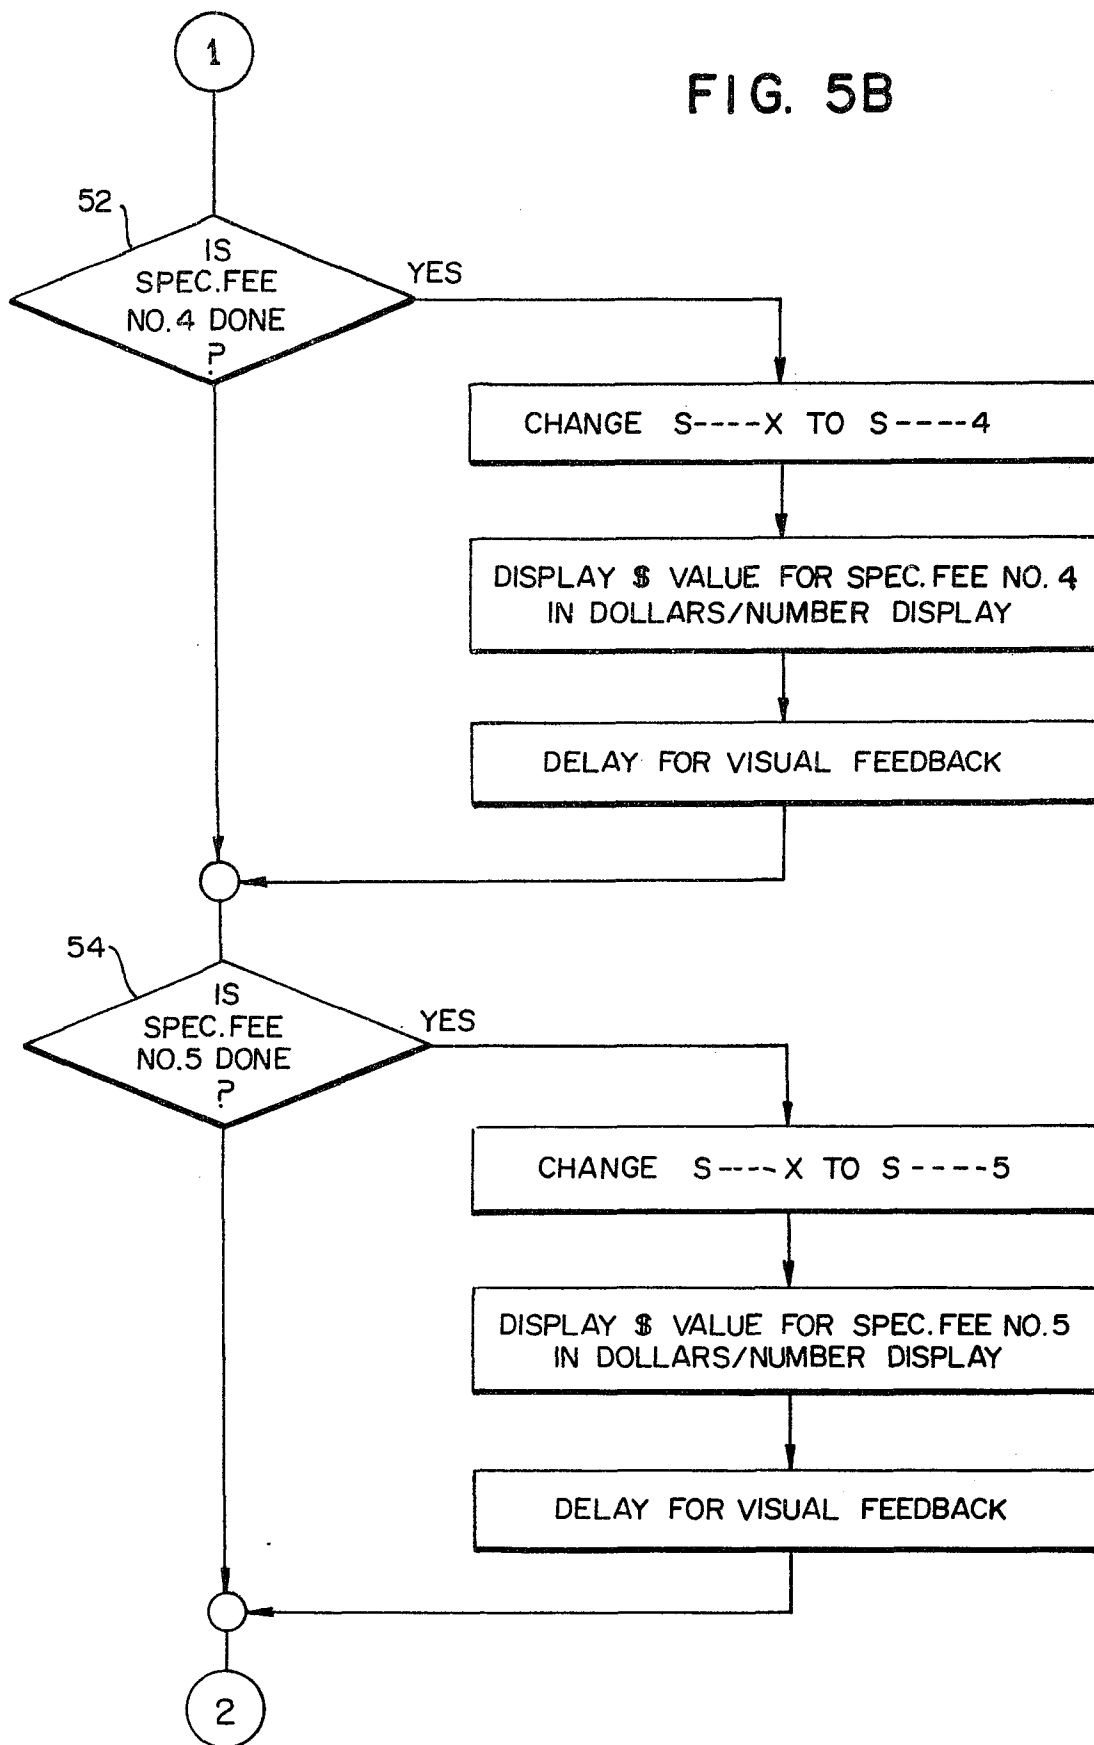 1
FIG. 5B
52
IS
SPEC.FEE
NO.4 DONE
?
YES
CHANGE S----X TO S-----4
DISPLAY $ VALUE FOR SPEC.FEE NO. 4
IN DOLLARS/NUMBER DISPLAY
DELAY FOR VISUAL FEEDBACK
54
IS
SPEC.FEE
NO.5 DONE
?
YES
CHANGE S----X TO S-----5
DISPLAY $ VALUE FOR SPEC.FEE NO.5
IN DOLLARS/NUMBER DISPLAY
DELAY FOR VISUAL FEEDBACK
2